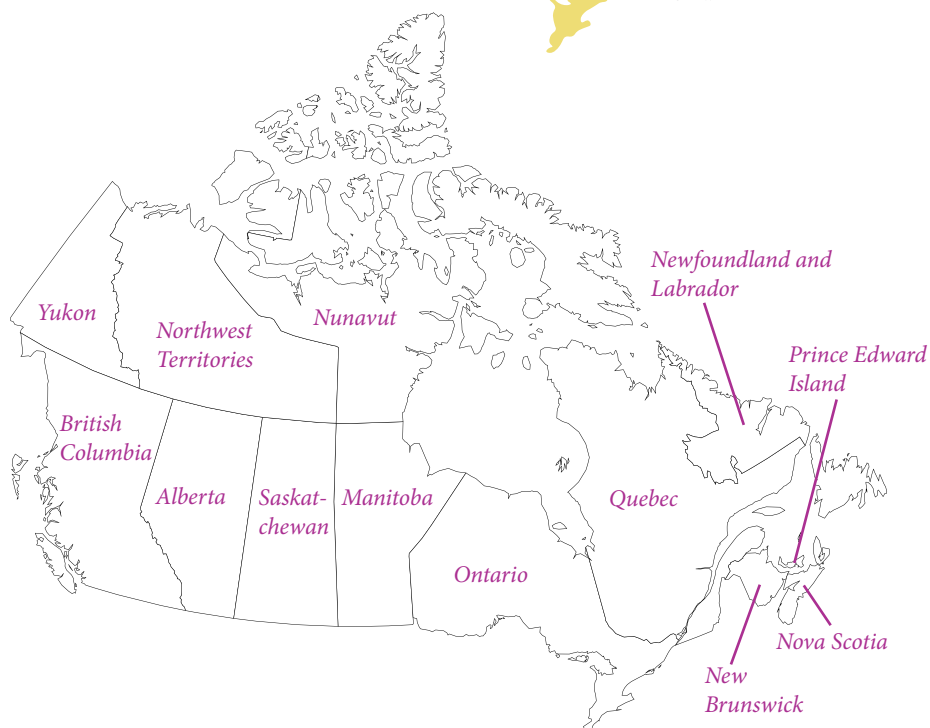 Newfoundland and
Labrador
Yukon
Nunavut
Northwest
Territories
Prince Edward
Island
British
Columbia
Alberta
Saskat-
chewan
Manitoba
Quebec
Ontario
Nova Scotia
New
Brunswick